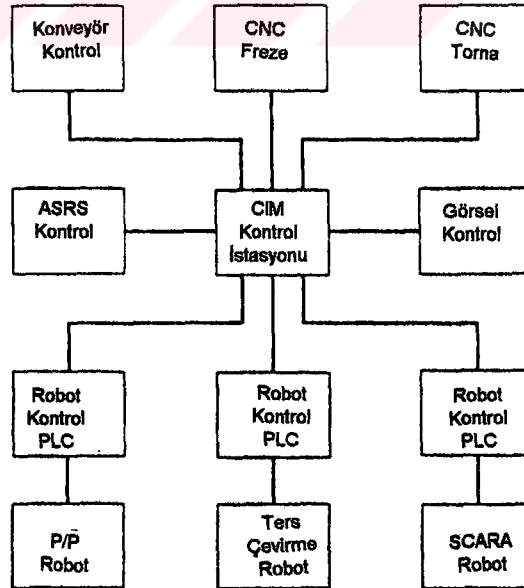 Konveyör
Kontrol
CNC
Freze
CNC
Torna
ASRS
Kontrol
CIM
Kontrol
İstasyonu
Görsel
Kontrol
Robot
Kontrol
PLC
Robot
Kontrol
PLC
Robot
Kontrol
PLC
P/P
Robot
Ters
Çevirme
Robot
SCARA
Robot